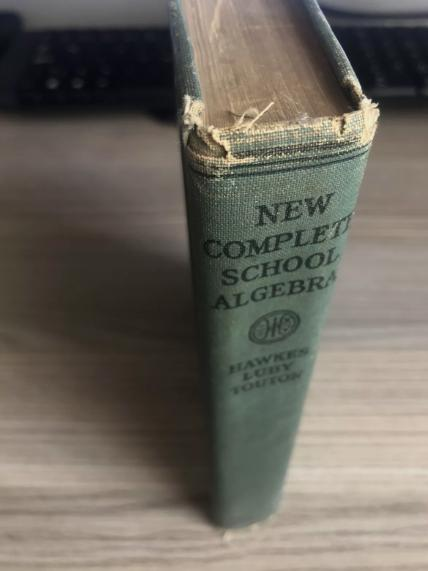 NEW
COMPLETE
SCHOOL
ALGEBRA
HAWKES
LUBY
TOUTON